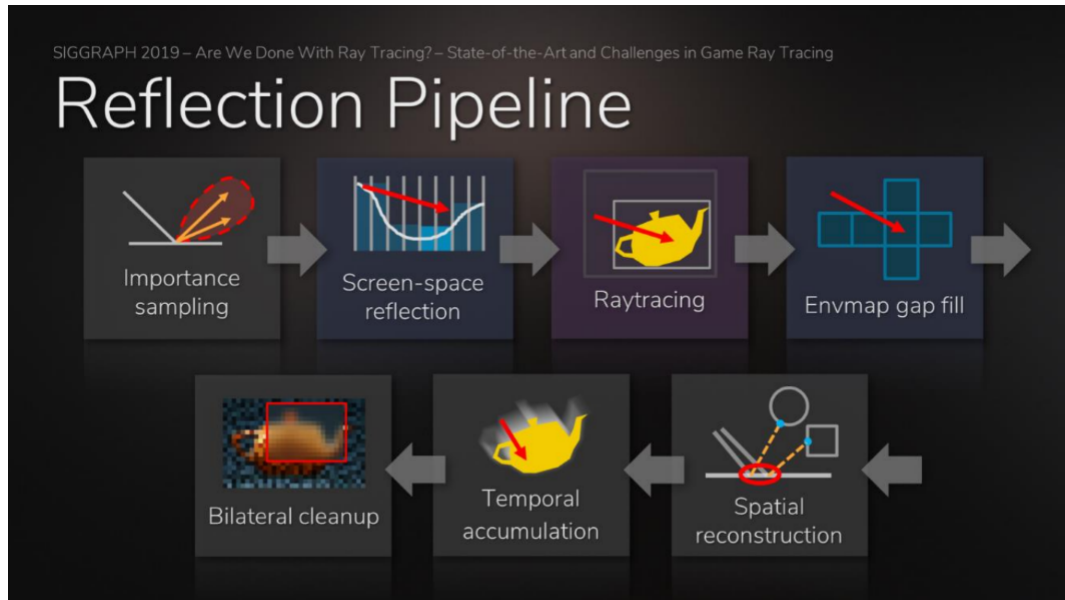 SIGGRAPH 2019 – Are We Done With Ray Tracing? – State-of-the-Art and Challenges in Game Ray Tracing
Reflection Pipeline
Importance
sampling
Screen-space
reflection
Raytracing
Envmap gap fill
Spatial
reconstruction
Temporal
accumulation
Bilateral cleanup